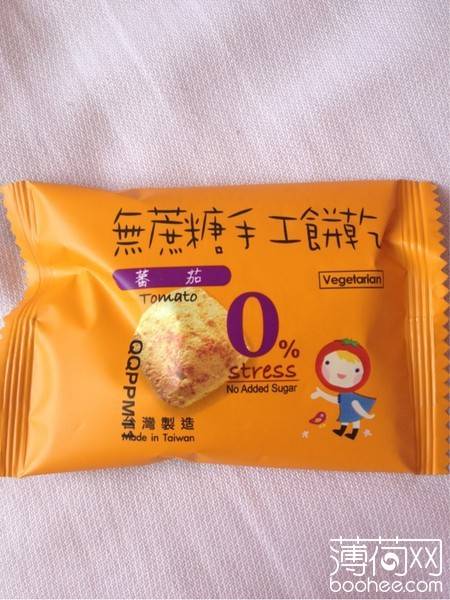 無蔗糖手工餅乾
Vegetarian
蕃茄
Tomato
0%
stress
No Added Sugar
QQPPM
台灣製造
Made in Taiwan
薄荷网
boohee.com